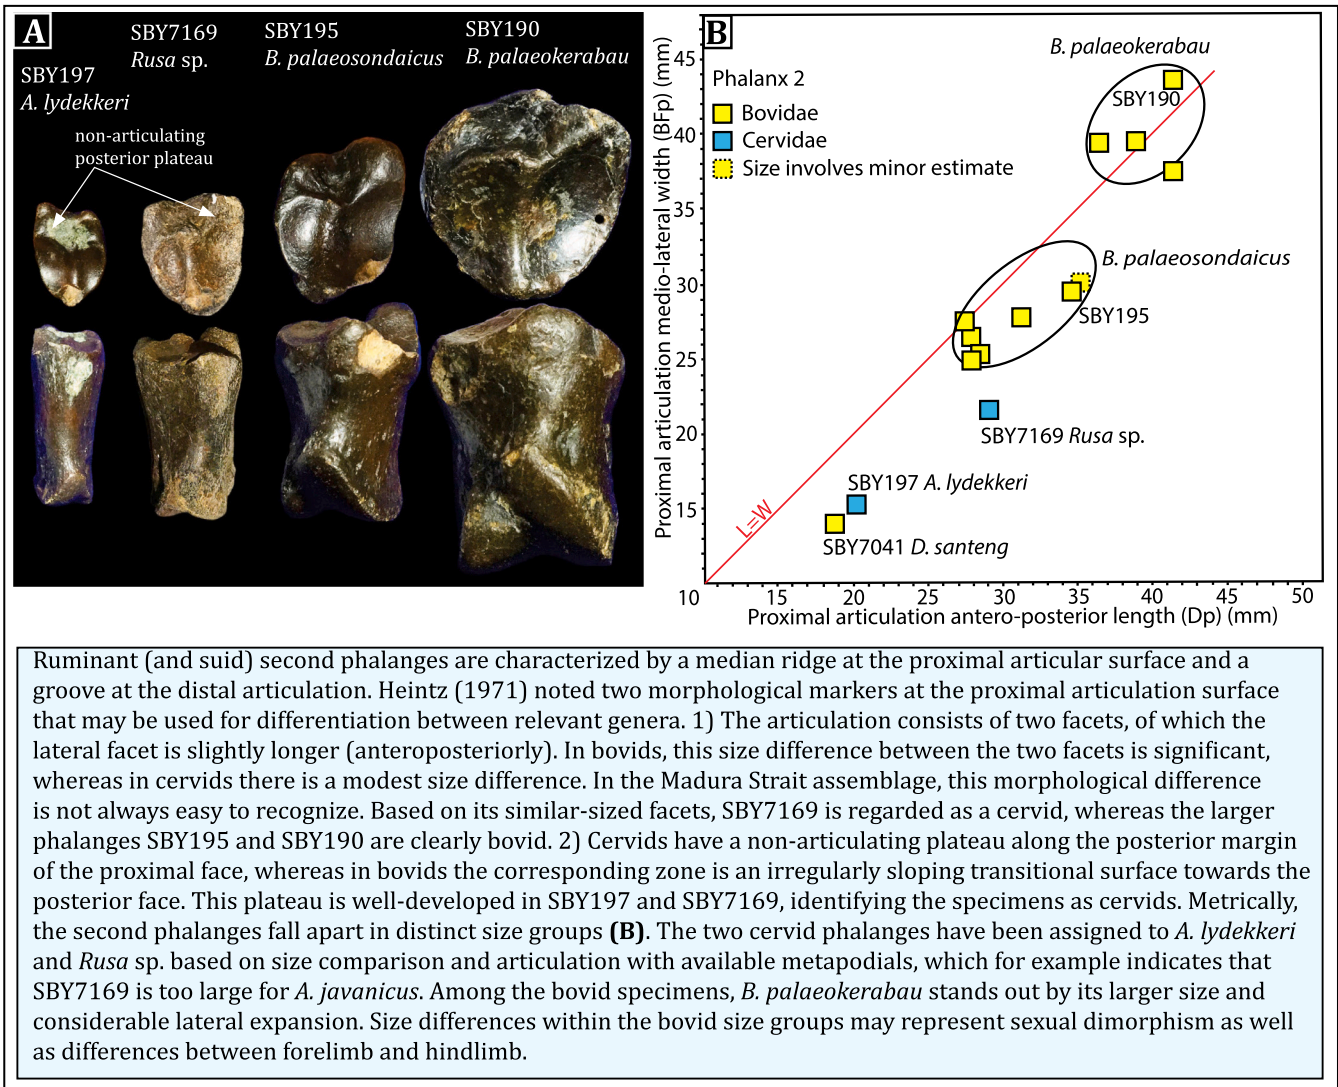 A
SBY197
A. lydekkeri
SBY7169
Rusa sp.
SBY195
B. palaeosondaicus
SBY190
B. palaeokerabau
non-articulating
posterior plateau
B
Phalanx 2
Bovidae
Cervidae
Size involves minor estimate
B. palaeokerabau
SBY190
B. palaeosondaicus
SBY195
SBY7169 Rusa sp.
SBY197 A. lydekkeri
SBY7041 D. santeng
L=W
Proximal articulation medio-lateral width (BFp) (mm)
45
40
35
30
25
20
15
10 15 20 25 30 35 40 45 50
Proximal articulation antero-posterior length (Dp) (mm)
Ruminant (and suid) second phalanges are characterized by a median ridge at the proximal articular surface and a
groove at the distal articulation. Heintz (1971) noted two morphological markers at the proximal articulation surface
that may be used for differentiation between relevant genera. 1) The articulation consists of two facets, of which the
lateral facet is slightly longer (anteroposteriorly). In bovids, this size difference between the two facets is significant,
whereas in cervids there is a modest size difference. In the Madura Strait assemblage, this morphological difference
is not always easy to recognize. Based on its similar-sized facets, SBY7169 is regarded as a cervid, whereas the larger
phalanges SBY195 and SBY190 are clearly bovid. 2) Cervids have a non-articulating plateau along the posterior margin
of the proximal face, whereas in bovids the corresponding zone is an irregularly sloping transitional surface towards the
posterior face. This plateau is well-developed in SBY197 and SBY7169, identifying the specimens as cervids. Metrically,
the second phalanges fall apart in distinct size groups (B). The two cervid phalanges have been assigned to A. lydekkeri
and Rusa sp. based on size comparison and articulation with available metapodials, which for example indicates that
SBY7169 is too large for A. javanicus. Among the bovid specimens, B. palaeokerabau stands out by its larger size and
considerable lateral expansion. Size differences within the bovid size groups may represent sexual dimorphism as well
as differences between forelimb and hindlimb.